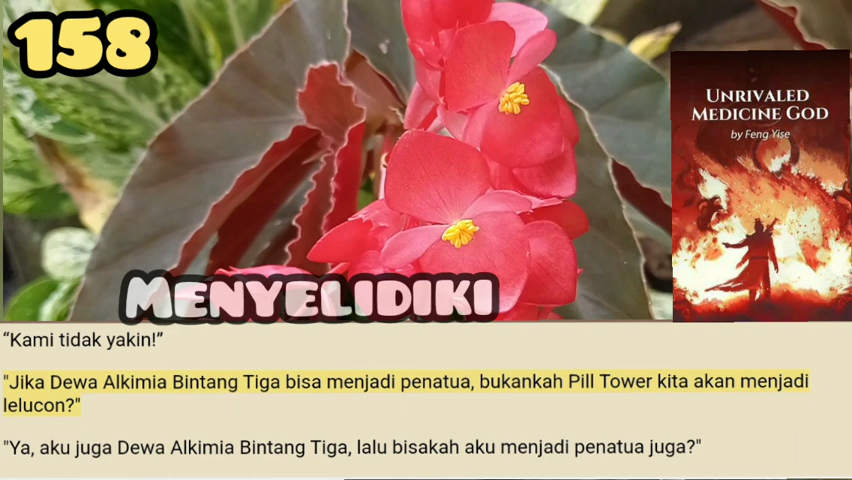 158
UNRIVALED
MEDICINE GOD
by Feng Yise
MENYELIDIKI
“Kami tidak yakin!”
"Jika Dewa Alkimia Bintang Tiga bisa menjadi penatua, bukankah Pill Tower kita akan menjadi
lelucon?"
"Ya, aku juga Dewa Alkimia Bintang Tiga, lalu bisakah aku menjadi penatua juga?"